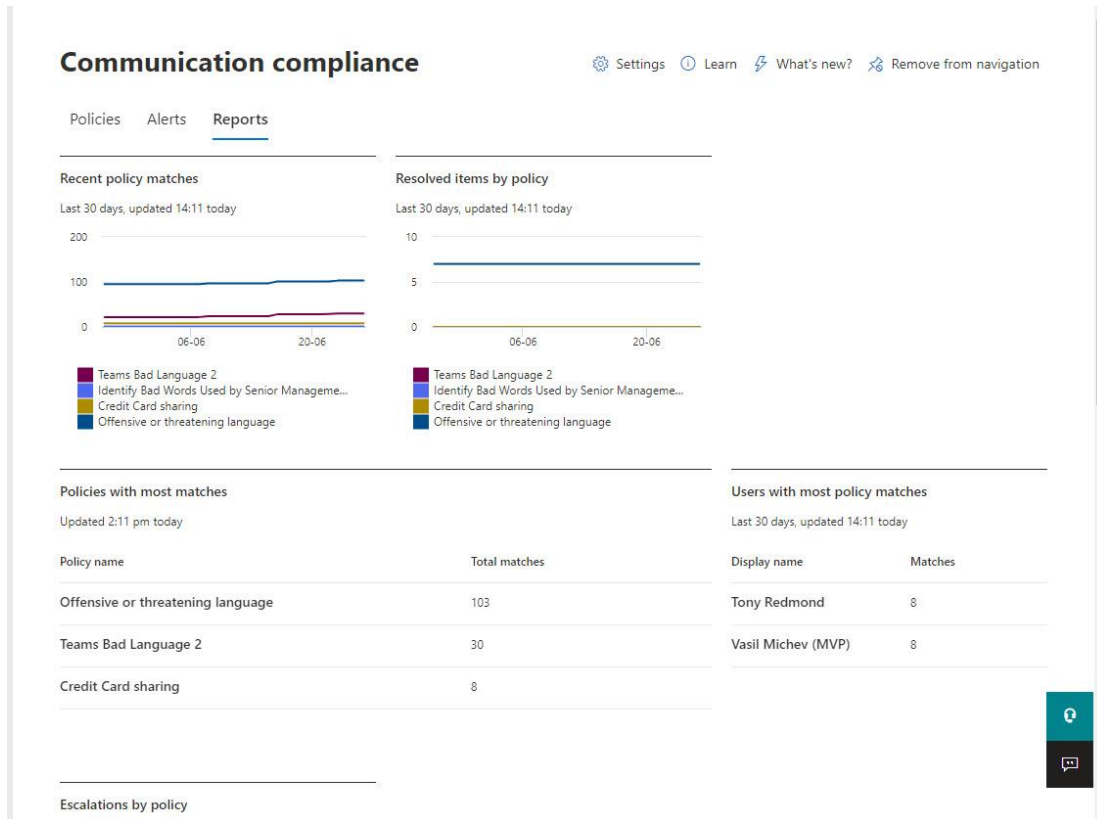 Communication compliance
Settings Learn What's new? Remove from navigation
Policies Alerts Reports
Recent policy matches
Last 30 days, updated 14:11 today
200
100
0
06-06 20-06
Teams Bad Language 2
Identify Bad Words Used by Senior Manageme...
Credit Card sharing
Offensive or threatening language
Resolved items by policy
Last 30 days, updated 14:11 today
10
5
0
06-06 20-06
Teams Bad Language 2
Identify Bad Words Used by Senior Manageme...
Credit Card sharing
Offensive or threatening language
Policies with most matches
Updated 2:11 pm today
Policy name Total matches
Offensive or threatening language 103
Teams Bad Language 2 30
Credit Card sharing 8
Users with most policy matches
Last 30 days, updated 14:11 today
Display name Matches
Tony Redmond 8
Vasil Michev (MVP) 8
Escalations by policy